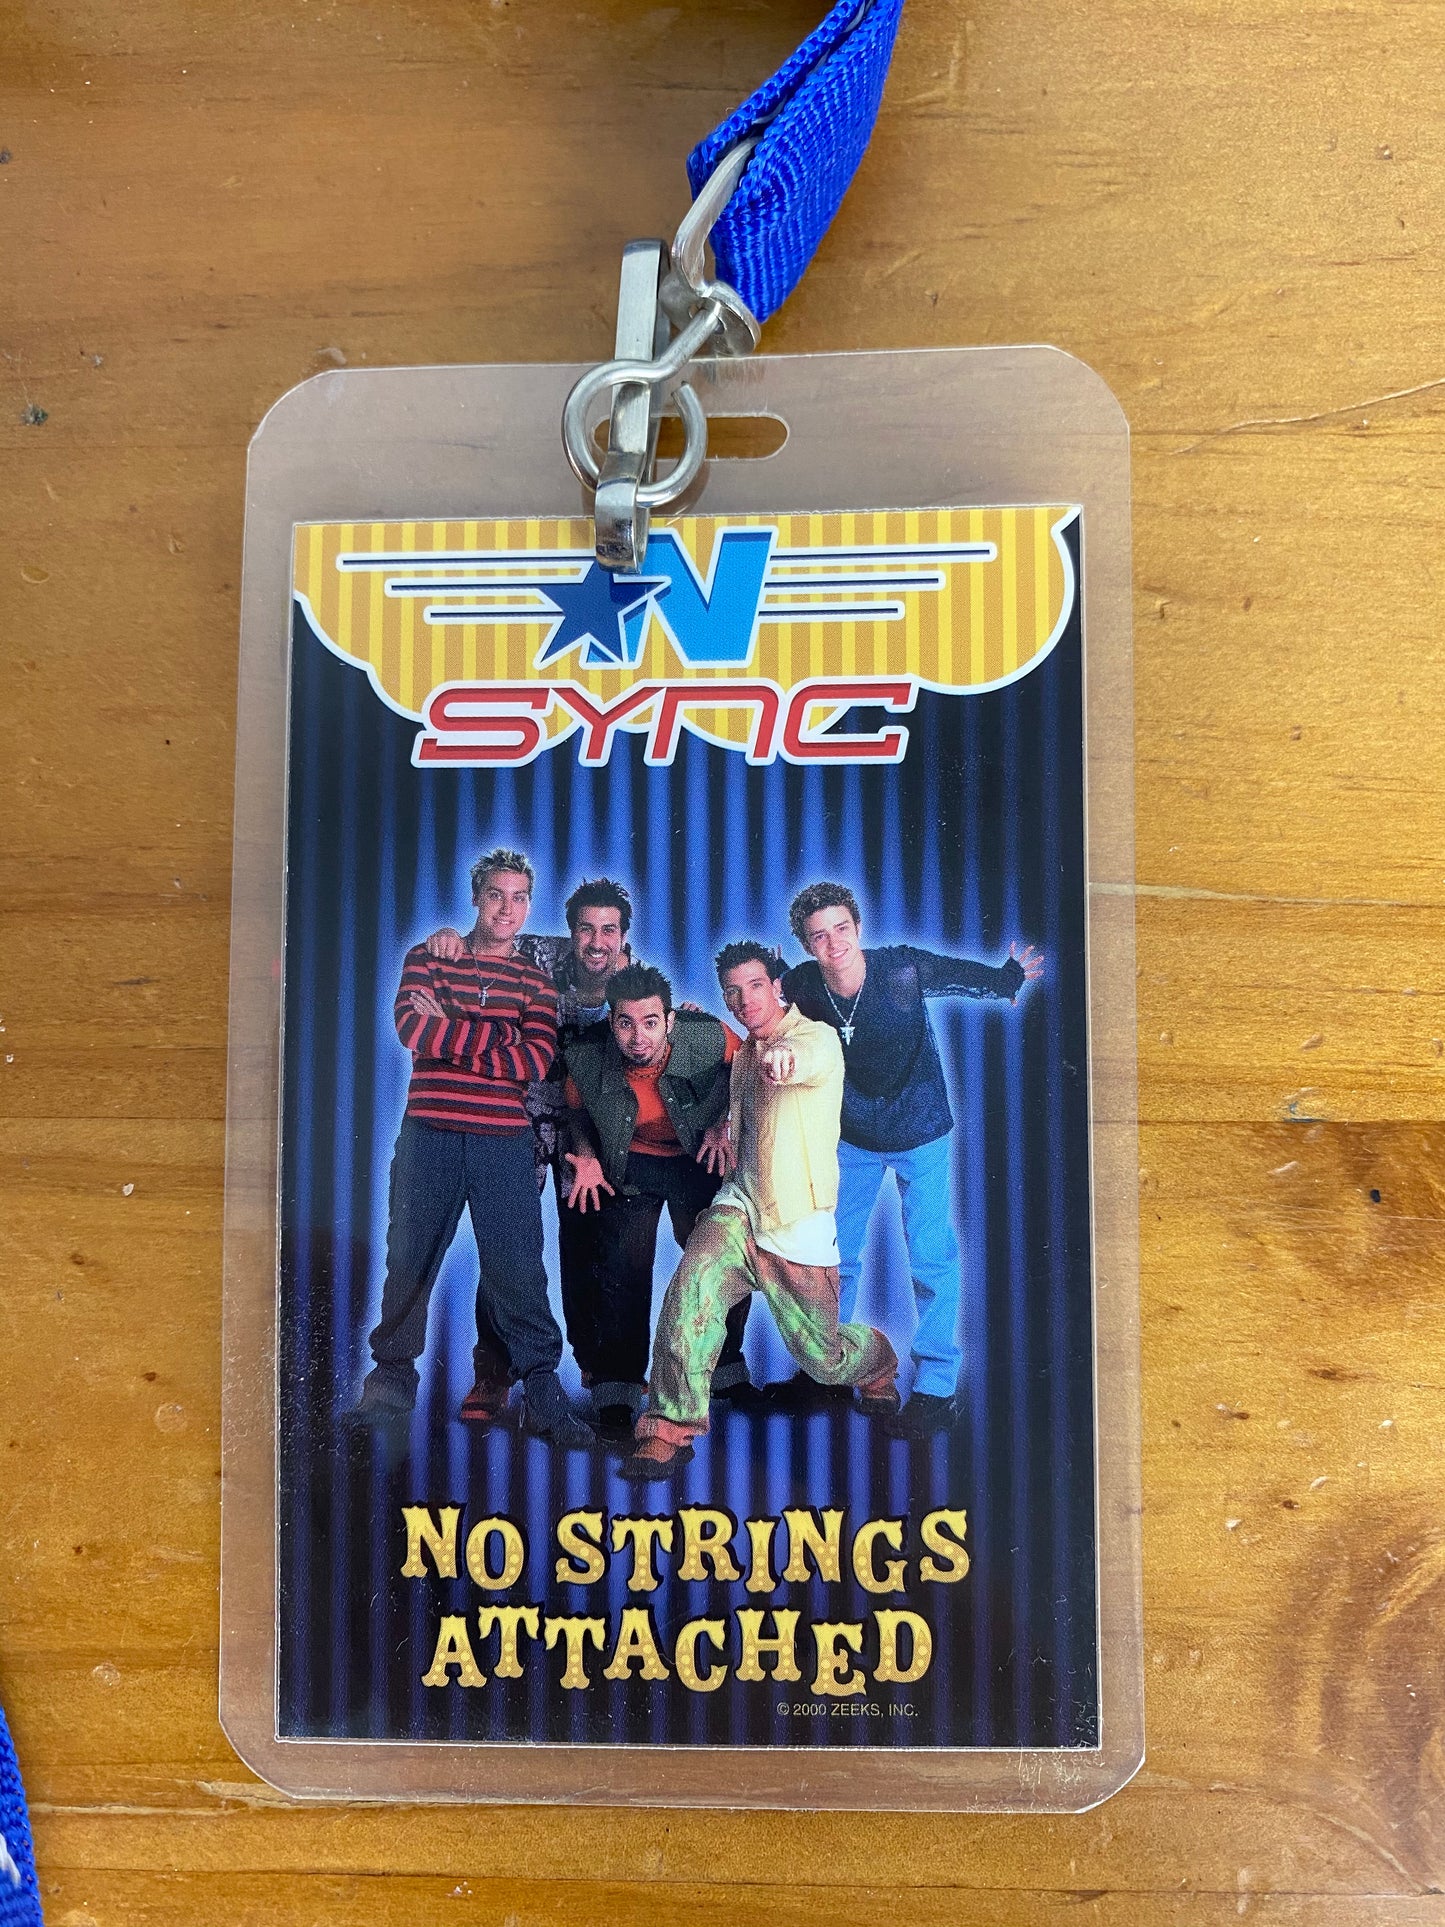 *N
SYNC
NO STRINGS
ATTACHED
© 2000 ZEEKS, INC.